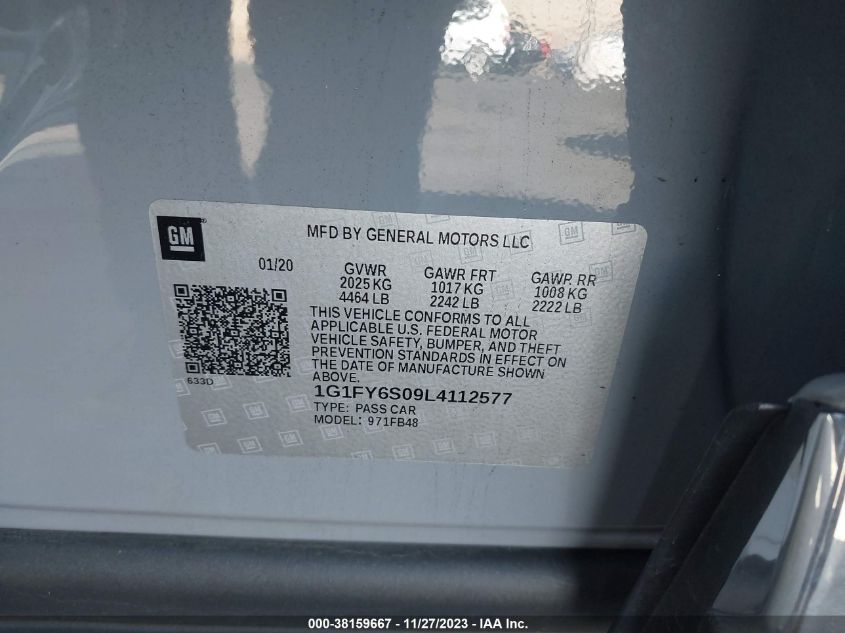 GM
MFD BY GENERAL MOTORS LLC
01/20 GVWR GAWR FRT GAWR RR
2025 KG 1017 KG 1008 KG
4464 LB 2242 LB 2222 LB
THIS VEHICLE CONFORMS TO ALL
APPLICABLE U.S. FEDERAL MOTOR
VEHICLE SAFETY, BUMPER, AND THEFT
PREVENTION STANDARDS IN EFFECT ON
THE DATE OF MANUFACTURE SHOWN
ABOVE.
633D
1G1FY6S09L4112577
TYPE: PASS CAR
MODEL: 971FB48
000-38159667 - 11/27/2023 - IAA Inc.